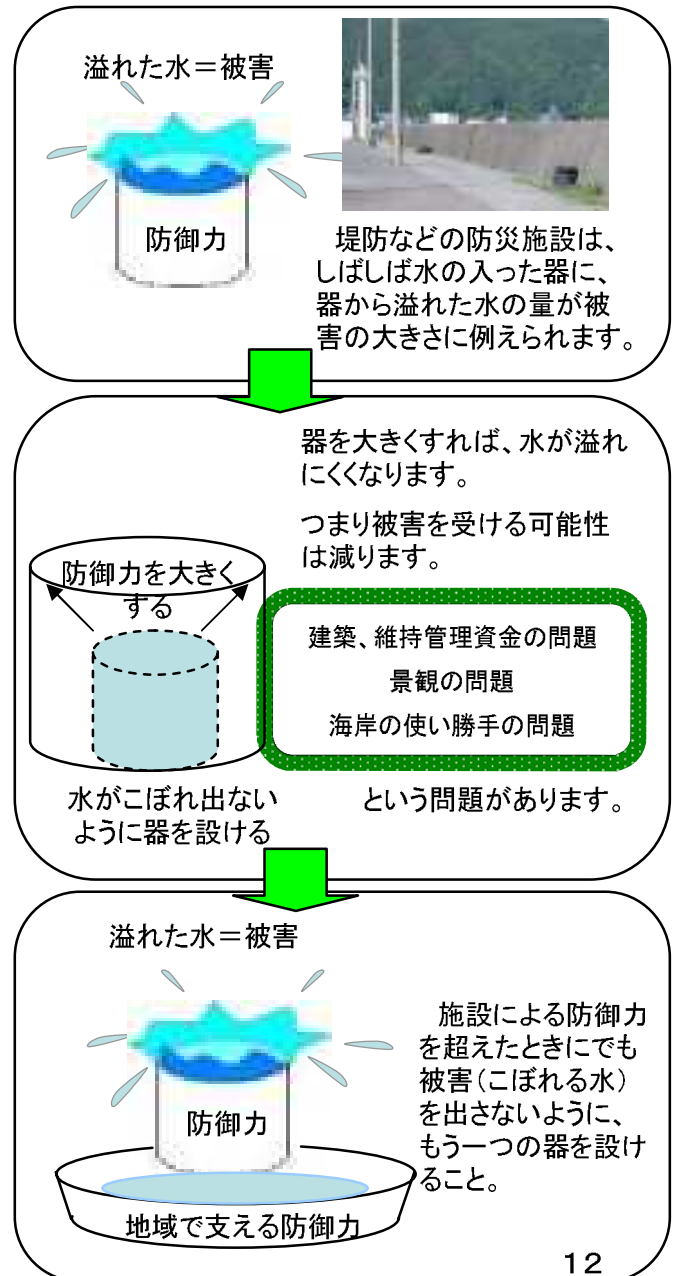 溢れた水＝被害
防御力
堤防などの防災施設は、
しばしば水の入った器に、
器から溢れた水の量が被
害の大きさに例えられます。
器を大きくすれば、水が溢れ
にくくなります。
つまり被害を受ける可能性
は減ります。
防御力を大きく
する
建築、維持管理資金の問題
景観の問題
海岸の使い勝手の問題
水がこぼれ出ない
ように器を設ける
という問題があります。
溢れた水＝被害
防御力
地域で支える防御力
施設による防御力
を超えたときにでも
被害（こぼれる水）
を出さないように、
もう一つの器を設け
ること。
１２